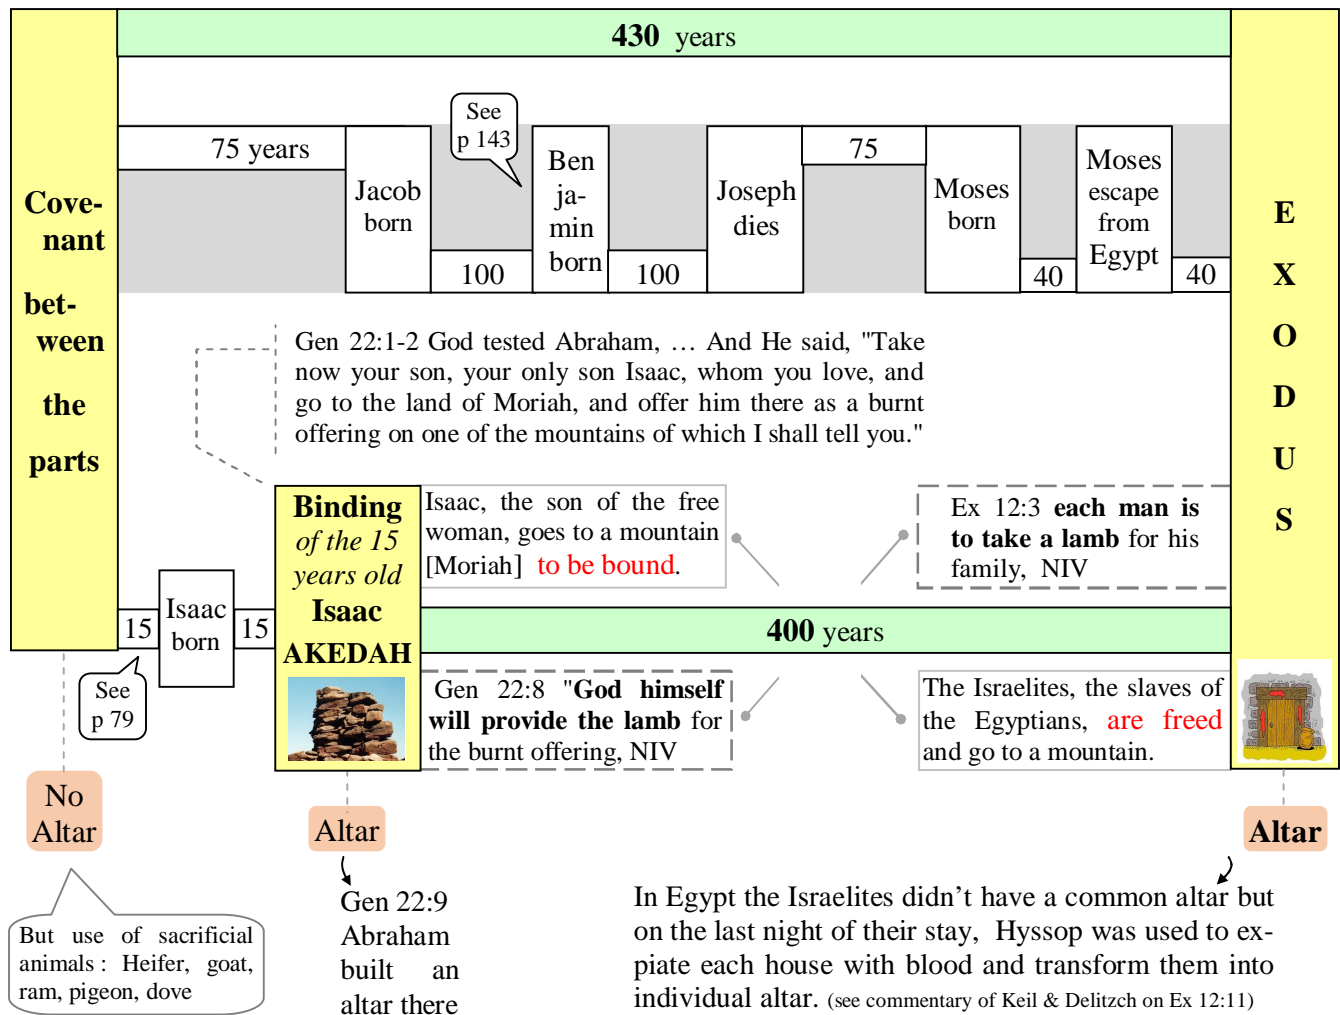 430 years
See
p 143
75 years
75
Jacob
born
Ben
ja-
min
born
Joseph
dies
Moses
born
Moses
escape
from
Egypt
100
100
40
40
Cove-
nant
bet-
ween
the
parts
E
X
O
D
U
S
Gen 22:1-2 God tested Abraham, … And He said, "Take
now your son, your only son Isaac, whom you love, and
go to the land of Moriah, and offer him there as a burnt
offering on one of the mountains of which I shall tell you."
Binding
of the 15
years old
Isaac
AKEDAH
Isaac, the son of the free
woman, goes to a mountain
[Moriah] to be bound.
Ex 12:3 each man is
to take a lamb for his
family, NIV
15
Isaac
born
15
400 years
See
p 79
Gen 22:8 "God himself
will provide the lamb for
the burnt offering, NIV
The Israelites, the slaves of
the Egyptians, are freed
and go to a mountain.
No
Altar
Altar
Altar
But use of sacrificial
animals : Heifer, goat,
ram, pigeon, dove
Gen 22:9
Abraham
built an
altar there
In Egypt the Israelites didn’t have a common altar but
on the last night of their stay, Hyssop was used to ex-
piate each house with blood and transform them into
individual altar. (see commentary of Keil & Delitzch on Ex 12:11)